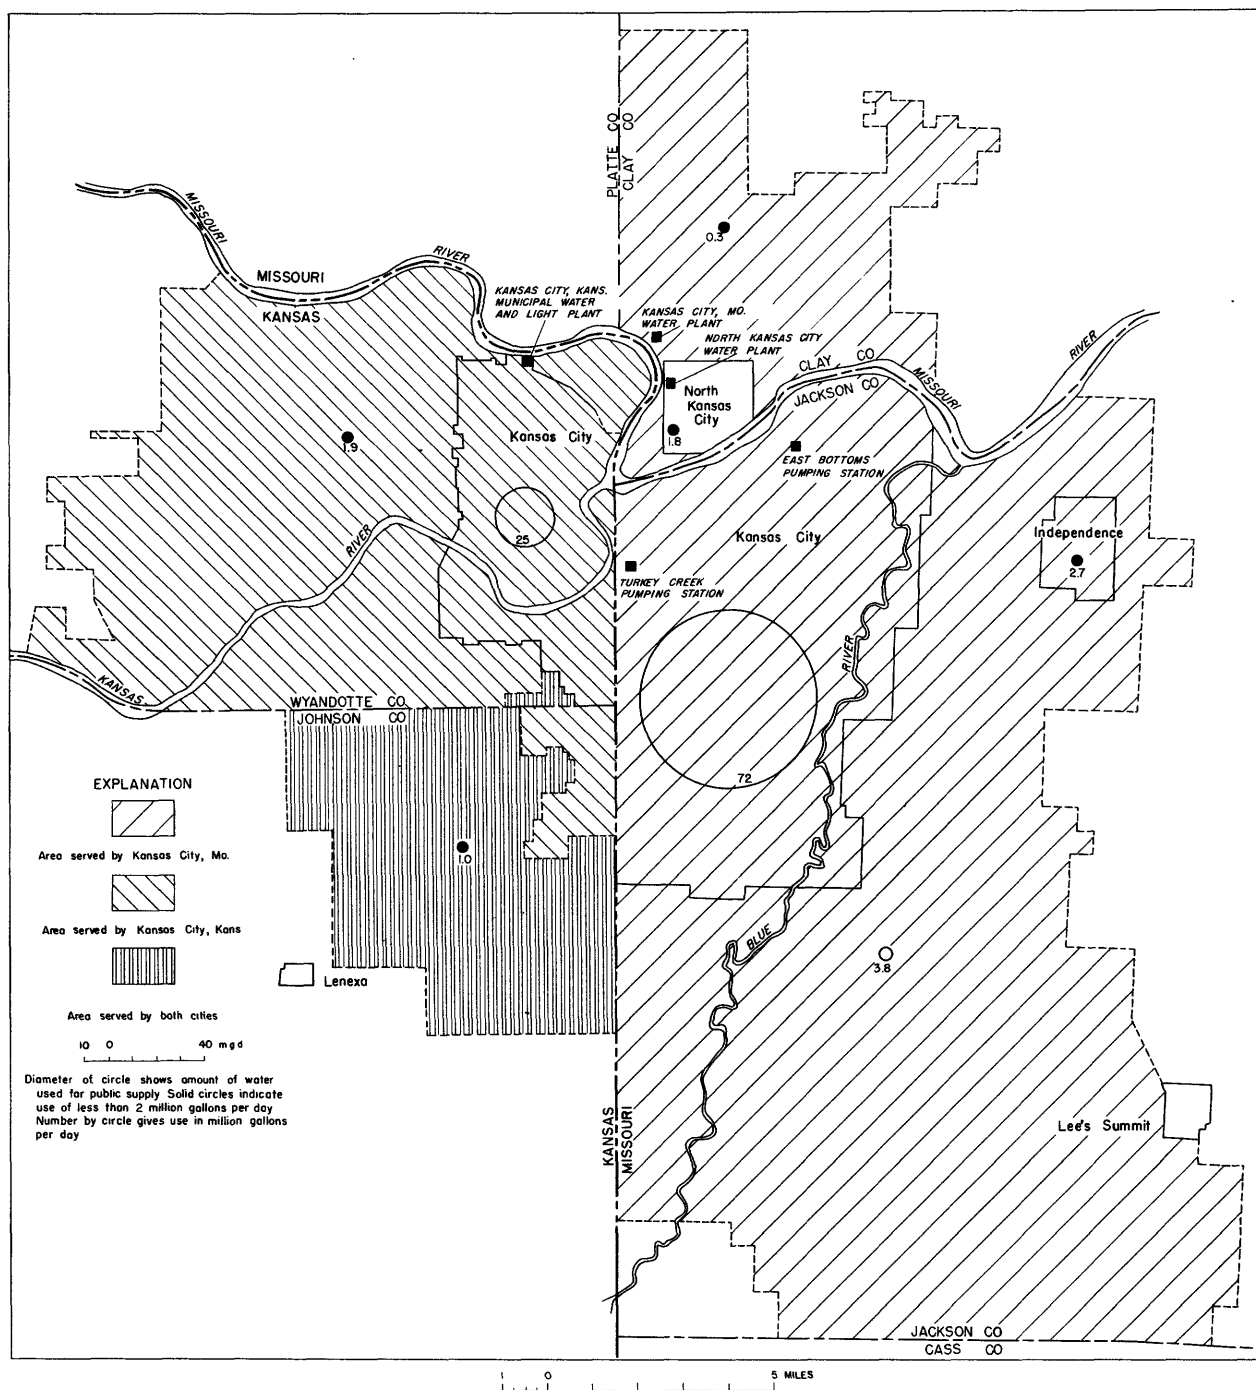 PLATTE CO
CLAY CO
MISSOURI
RIVER
0.3
MISSOURI
KANSAS
KANSAS CITY, KANS.
MUNICIPAL WATER
AND LIGHT PLANT
KANSAS CITY, MO.
WATER PLANT
NORTH KANSAS CITY
WATER PLANT
CLAY CO
JACKSON CO
MISSOURI
RIVER
North
Kansas
City
1.8
Kansas City
1.9
EAST BOTTOMS
PUMPING STATION
RIVER
25
Kansas City
Independence
2.7
TURKEY CREEK
PUMPING STATION
RIVER
KANSAS
WYANDOTTE CO
JOHNSON CO
72
EXPLANATION
Area served by Kansas City, Mo.
1.0
Area served by Kansas City, Kans
BLUE
3.8
Lenexa
Area served by both cities
10 0 40 mgd
Diameter of circle shows amount of water
used for public supply Solid circles indicate
use of less than 2 million gallons per day
Number by circle gives use in million gallons
per day
KANSAS
MISSOURI
Lee's Summit
JACKSON CO
CASS CO
1 0 5 MILES